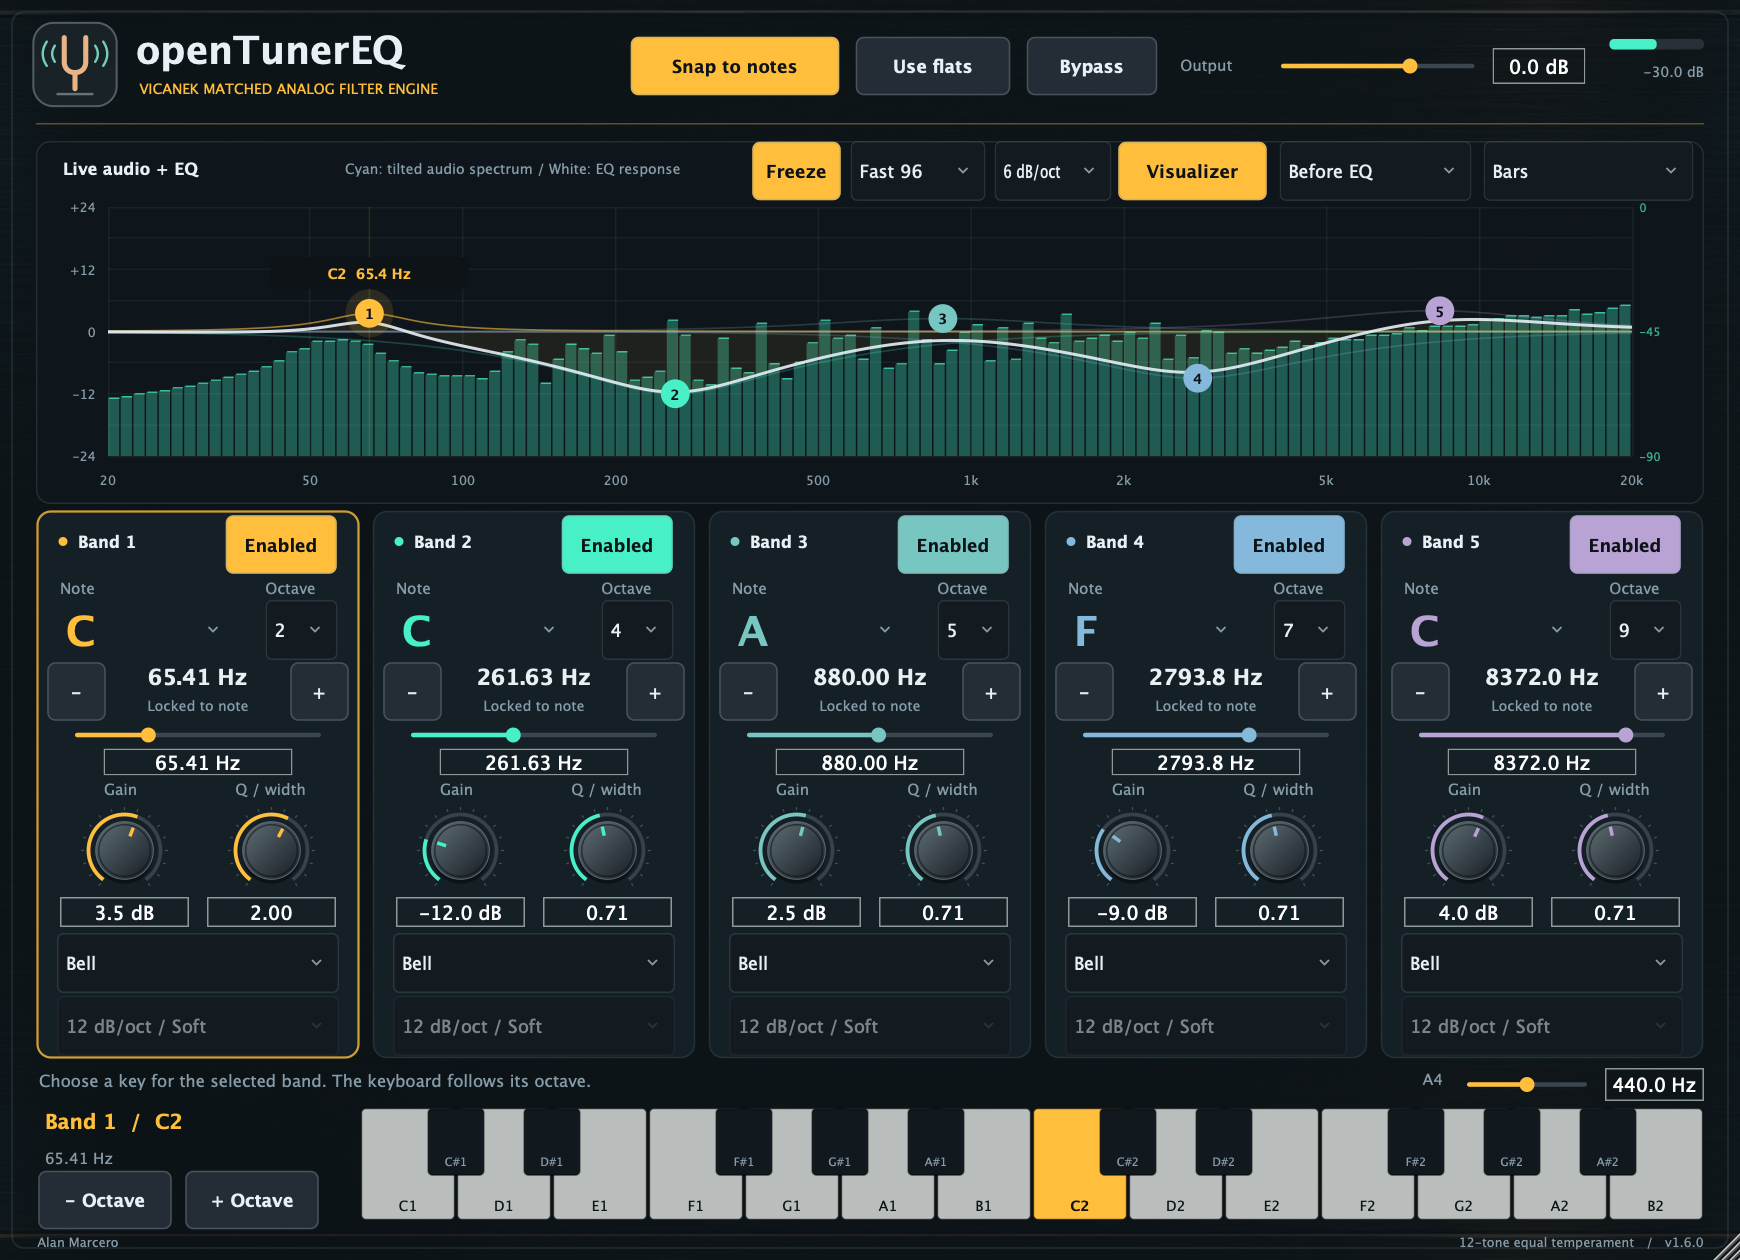 openTunerEQ
VICANEK MATCHED ANALOG FILTER ENGINE
Snap to notes
Use flats
Bypass
Output
0.0 dB
-30.0 dB
Live audio + EQ
Cyan: tilted audio spectrum / White: EQ response
Freeze
Fast 96
6 dB/oct
Visualizer
Before EQ
Bars
+24
+12
0
-12
-24
0
-45
-90
C2 65.4 Hz
1
2
3
4
5
20 50 100 200 500 1k 2k 5k 10k 20k
Band 1
Enabled
Note
Octave
C
2
-
65.41 Hz
Locked to note
+
65.41 Hz
Gain
Q / width
3.5 dB
2.00
Bell
12 dB/oct / Soft
Band 2
Enabled
Note
Octave
C
4
-
261.63 Hz
Locked to note
+
261.63 Hz
Gain
Q / width
-12.0 dB
0.71
Bell
12 dB/oct / Soft
Band 3
Enabled
Note
Octave
A
5
-
880.00 Hz
Locked to note
+
880.00 Hz
Gain
Q / width
2.5 dB
0.71
Bell
12 dB/oct / Soft
Band 4
Enabled
Note
Octave
F
7
-
2793.8 Hz
Locked to note
+
2793.8 Hz
Gain
Q / width
-9.0 dB
0.71
Bell
12 dB/oct / Soft
Band 5
Enabled
Note
Octave
C
9
-
8372.0 Hz
Locked to note
+
8372.0 Hz
Gain
Q / width
4.0 dB
0.71
Bell
12 dB/oct / Soft
Choose a key for the selected band. The keyboard follows its octave.
A4
440.0 Hz
Band 1 / C2
65.41 Hz
- Octave
+ Octave
C#1 D#1 F#1 G#1 A#1 C#2 D#2 F#2 G#2 A#2
C1 D1 E1 F1 G1 A1 B1 C2 D2 E2 F2 G2 A2 B2
Alan Marcero
12-tone equal temperament / v1.6.0